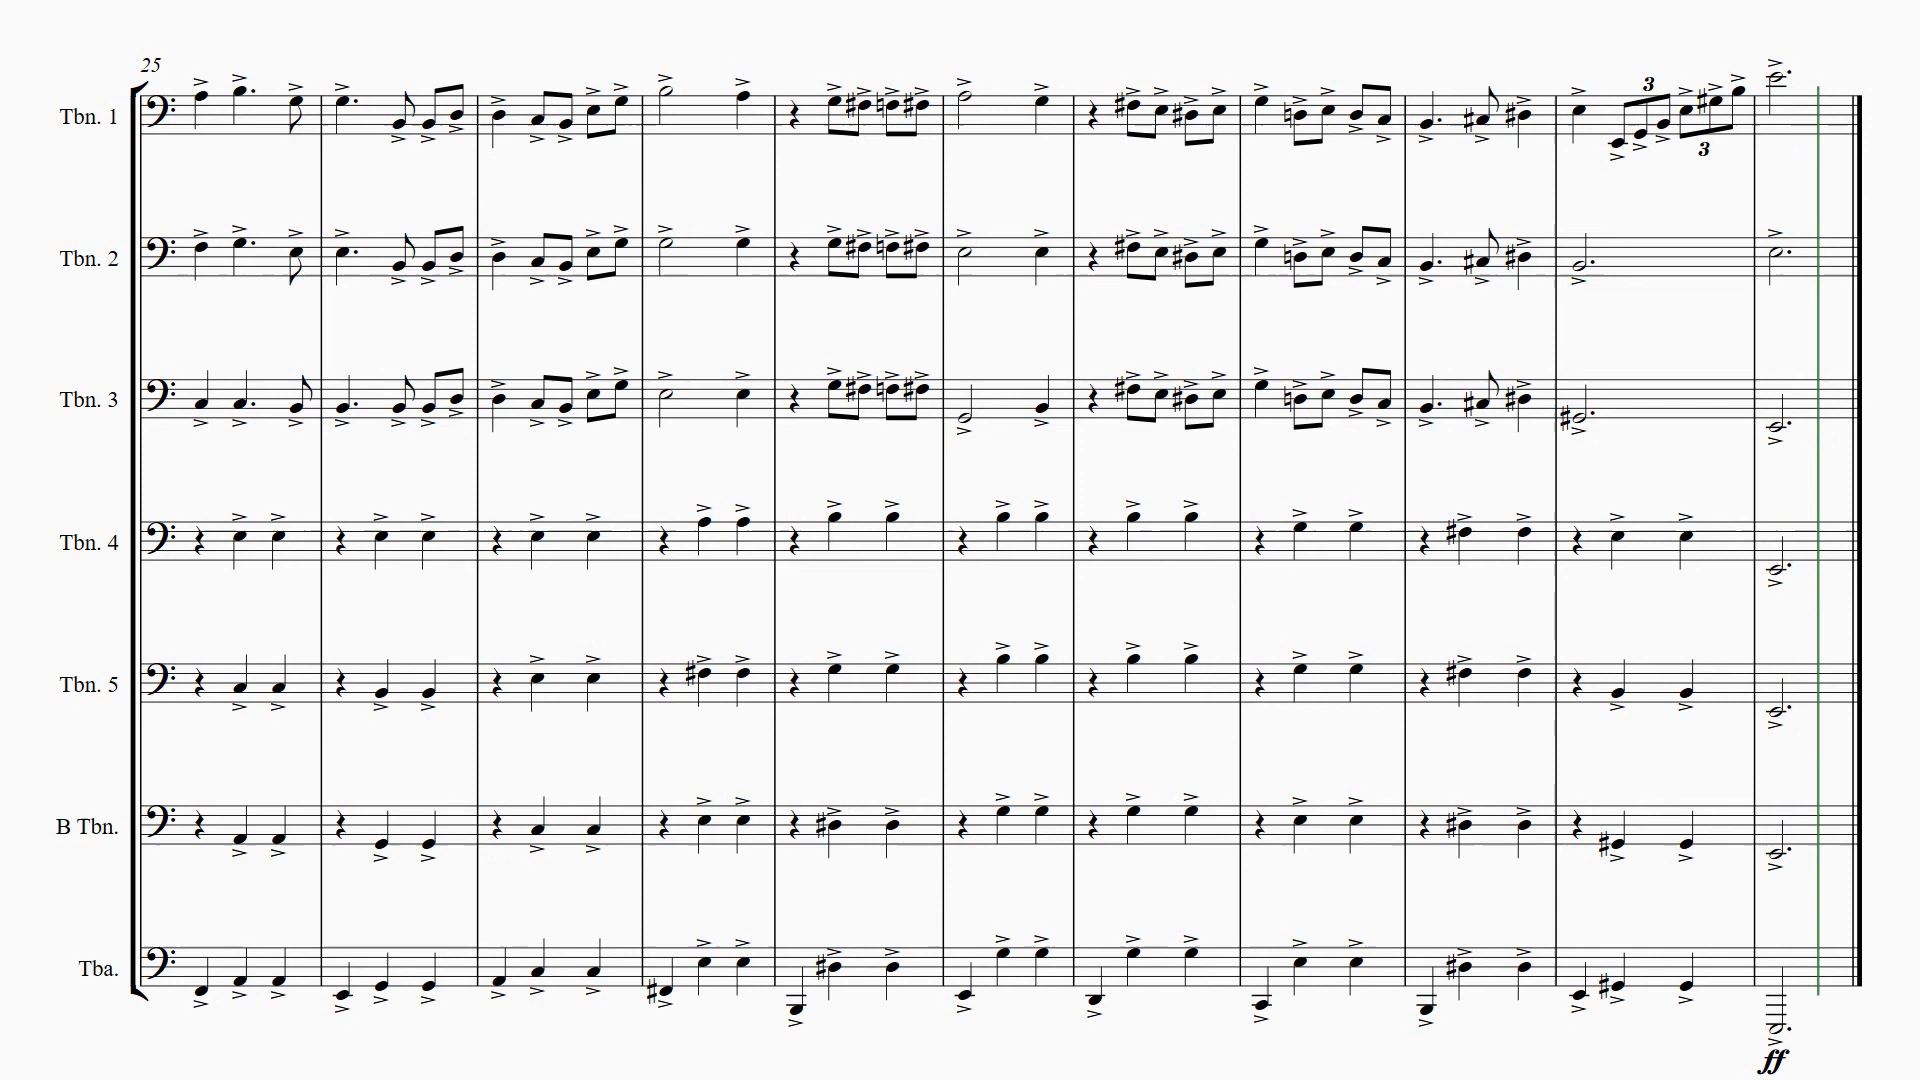 25
Tbn. 1
3
3
Tbn. 2
Tbn. 3
Tbn. 4
Tbn. 5
B Tbn.
Tba.
ff